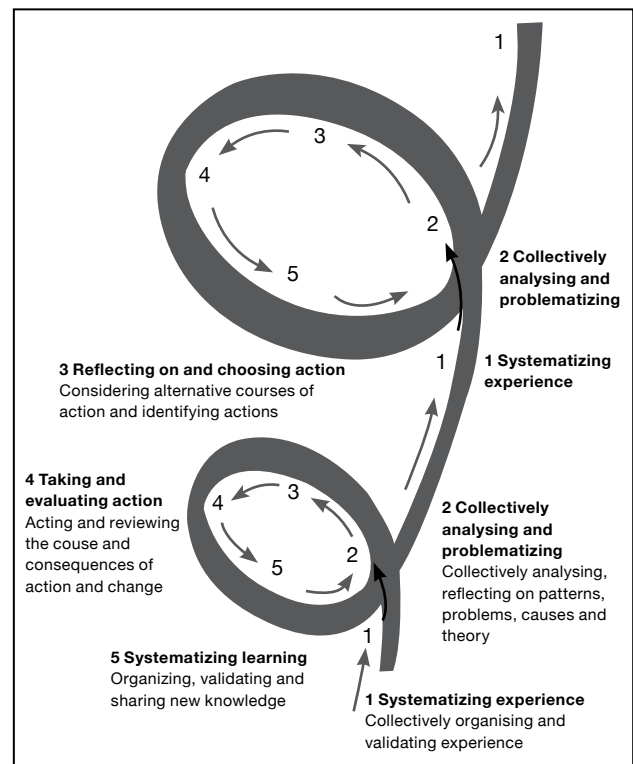 1
3
4
2
5
2 Collectively
analysing and
problematizing
1
1 Systematizing
experience
3 Reflecting on and choosing action
Considering alternative courses of
action and identifying actions
4 Taking and
evaluating action
Acting and reviewing
the couse and
consequences of
action and change
4
3
2
5
1
2 Collectively
analysing and
problematizing
Collectively analysing,
reflecting on patterns,
problems, causes and
theory
5 Systematizing learning
Organizing, validating and
sharing new knowledge
1 Systematizing experience
Collectively organising and
validating experience